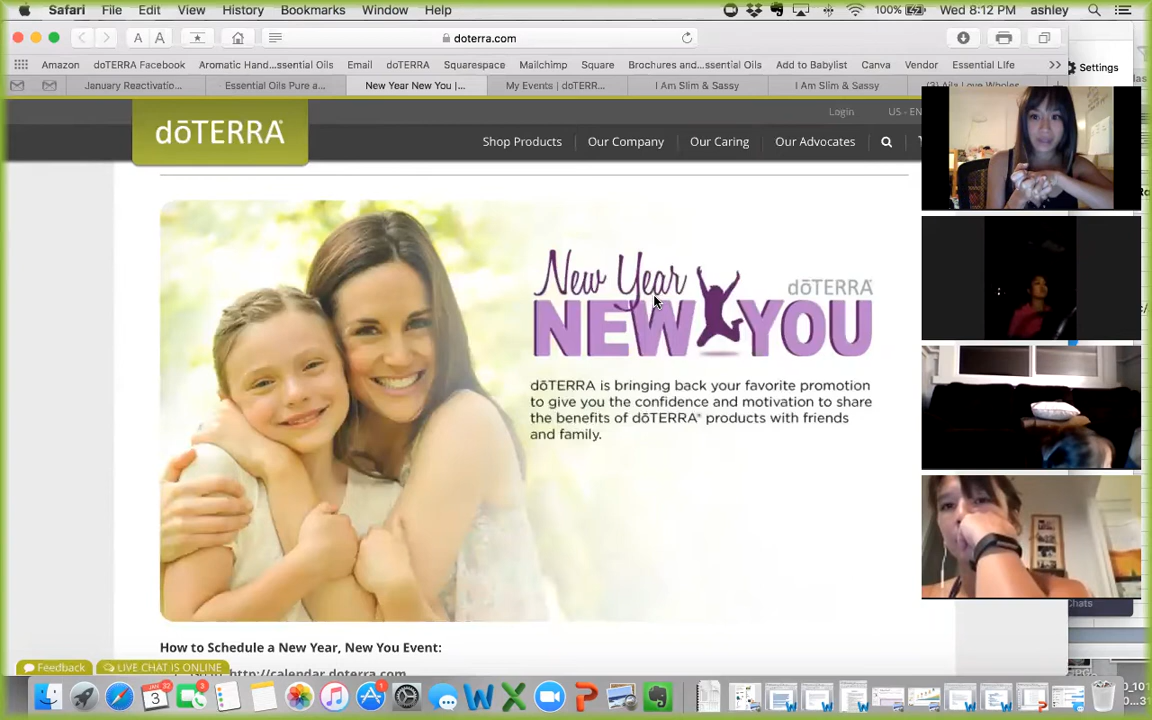 Safari File Edit View History Bookmarks Window Help
100% Wed 8:12 PM ashley
A A doterra.com
Amazon doTERRA Facebook Aromatic Hand...ssential Oils Email doTERRA Squarespace Mailchimp Square Brochures and...ssential Oils Add to Babylist Canva Vendor Essential Life >>
Settings
January Reactivatio... Essential Oils Pure a... New Year New You |... My Events | doTERR... I Am Slim & Sassy I Am Slim & Sassy
Login US - EN
dōTERRA
Shop Products Our Company Our Caring Our Advocates
New Year
dōTERRA
NEW YOU
dōTERRA is bringing back your favorite promotion
to give you the confidence and motivation to share
the benefits of dōTERRA® products with friends
and family.
Chats
How to Schedule a New Year, New You Event:
Feedback LIVE CHAT IS ONLINE
http://calendar.doterra.com
JAN
3